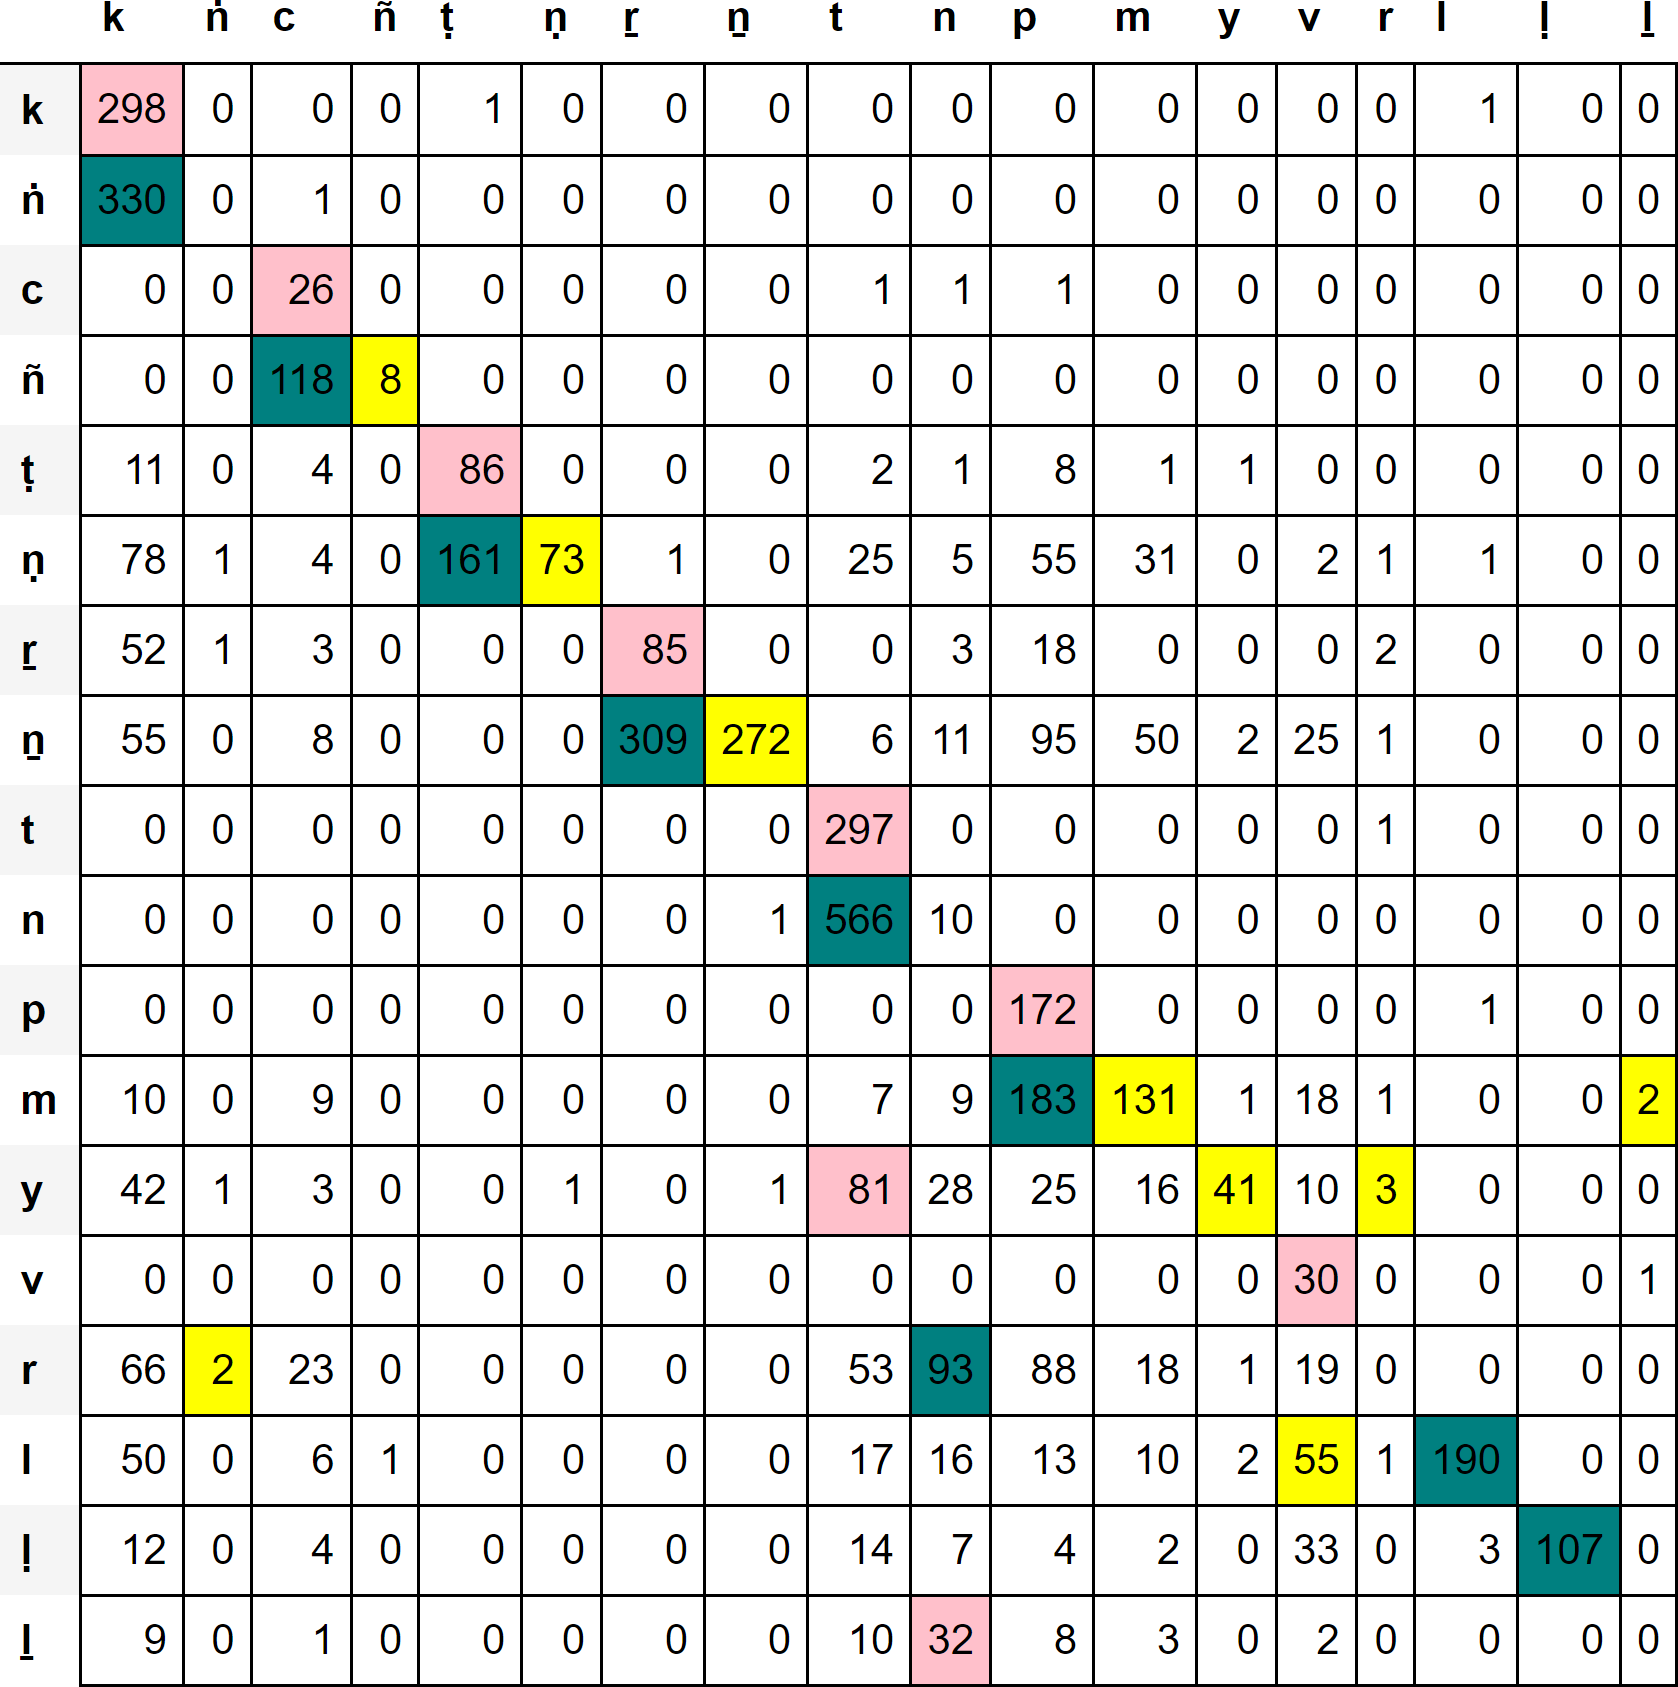 k ṅ c ñ ṭ ṇ ṟ ṉ t n p m y v r l ḷ ḻ
k 298 0 0 0 1 0 0 0 0 0 0 0 0 0 0 1 0 0
ṅ 330 0 1 0 0 0 0 0 0 0 0 0 0 0 0 0 0 0
c 0 0 26 0 0 0 0 0 1 1 1 0 0 0 0 0 0 0
ñ 0 0 118 8 0 0 0 0 0 0 0 0 0 0 0 0 0 0
ṭ 11 0 4 0 86 0 0 0 2 1 8 1 1 0 0 0 0 0
ṇ 78 1 4 0 161 73 1 0 25 5 55 31 0 2 1 1 0 0
ṟ 52 1 3 0 0 0 85 0 0 3 18 0 0 0 2 0 0 0
ṉ 55 0 8 0 0 0 309 272 6 11 95 50 2 25 1 0 0 0
t 0 0 0 0 0 0 0 0 297 0 0 0 0 0 1 0 0 0
n 0 0 0 0 0 0 0 1 566 10 0 0 0 0 0 0 0 0
p 0 0 0 0 0 0 0 0 0 0 172 0 0 0 0 1 0 0
m 10 0 9 0 0 0 0 0 7 9 183 131 1 18 1 0 0 2
y 42 1 3 0 0 1 0 1 81 28 25 16 41 10 3 0 0 0
v 0 0 0 0 0 0 0 0 0 0 0 0 0 30 0 0 0 1
r 66 2 23 0 0 0 0 0 53 93 88 18 1 19 0 0 0 0
l 50 0 6 1 0 0 0 0 17 16 13 10 2 55 1 190 0 0
ḷ 12 0 4 0 0 0 0 0 14 7 4 2 0 33 0 3 107 0
ḻ 9 0 1 0 0 0 0 0 10 32 8 3 0 2 0 0 0 0